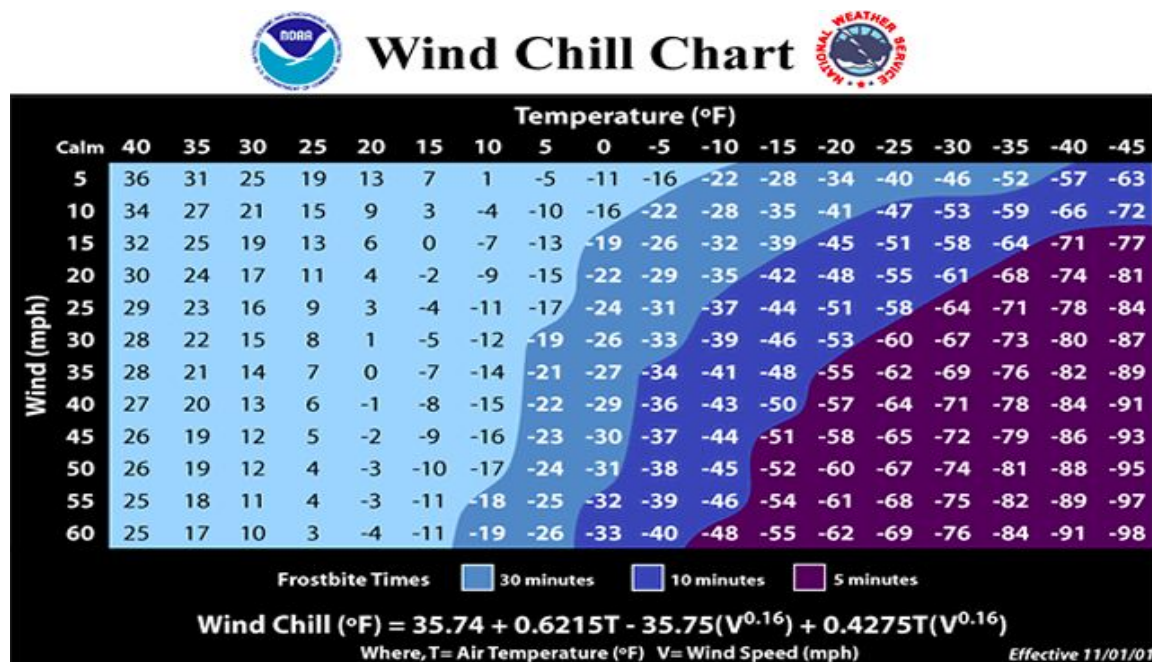 NOAA
Wind Chill Chart
NATIONAL WEATHER SERVICE
Temperature (ºF)
Calm 40 35 30 25 20 15 10 5 0 -5 -10 -15 -20 -25 -30 -35 -40 -45
Wind (mph)
5 36 31 25 19 13 7 1 -5 -11 -16 -22 -28 -34 -40 -46 -52 -57 -63
10 34 27 21 15 9 3 -4 -10 -16 -22 -28 -35 -41 -47 -53 -59 -66 -72
15 32 25 19 13 6 0 -7 -13 -19 -26 -32 -39 -45 -51 -58 -64 -71 -77
20 30 24 17 11 4 -2 -9 -15 -22 -29 -35 -42 -48 -55 -61 -68 -74 -81
25 29 23 16 9 3 -4 -11 -17 -24 -31 -37 -44 -51 -58 -64 -71 -78 -84
30 28 22 15 8 1 -5 -12 -19 -26 -33 -39 -46 -53 -60 -67 -73 -80 -87
35 28 21 14 7 0 -7 -14 -21 -27 -34 -41 -48 -55 -62 -69 -76 -82 -89
40 27 20 13 6 -1 -8 -15 -22 -29 -36 -43 -50 -57 -64 -71 -78 -84 -91
45 26 19 12 5 -2 -9 -16 -23 -30 -37 -44 -51 -58 -65 -72 -79 -86 -93
50 26 19 12 4 -3 -10 -17 -24 -31 -38 -45 -52 -60 -67 -74 -81 -88 -95
55 25 18 11 4 -3 -11 -18 -25 -32 -39 -46 -54 -61 -68 -75 -82 -89 -97
60 25 17 10 3 -4 -11 -19 -26 -33 -40 -48 -55 -62 -69 -76 -84 -91 -98
Frostbite Times 30 minutes 10 minutes 5 minutes
Wind Chill (ºF) = 35.74 + 0.6215T - 35.75(V^0.16) + 0.4275T(V^0.16)
Where, T= Air Temperature (ºF) V= Wind Speed (mph) Effective 11/01/01